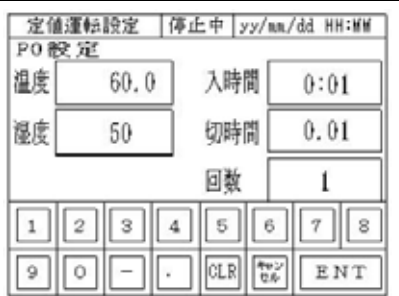 定値運転設定 停止中 yy/mm/dd HH:MM
PO設定
温度 60.0 入時間 0:01
湿度 50 切時間 0.01
回数 1
1 2 3 4 5 6 7 8
9 0 - . CLR キャンセル ENT